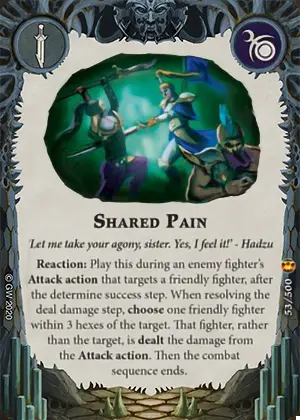 SHARED PAIN
'Let me take your agony, sister. Yes, I feel it!' - Hadzu
Reaction: Play this during an enemy fighter's
Attack action that targets a friendly fighter, after
the determine success step. When resolving the
deal damage step, choose one friendly fighter
within 3 hexes of the target. That fighter, rather
than the target, is dealt the damage from
the Attack action. Then the combat
sequence ends.
© GW 2020
53/500